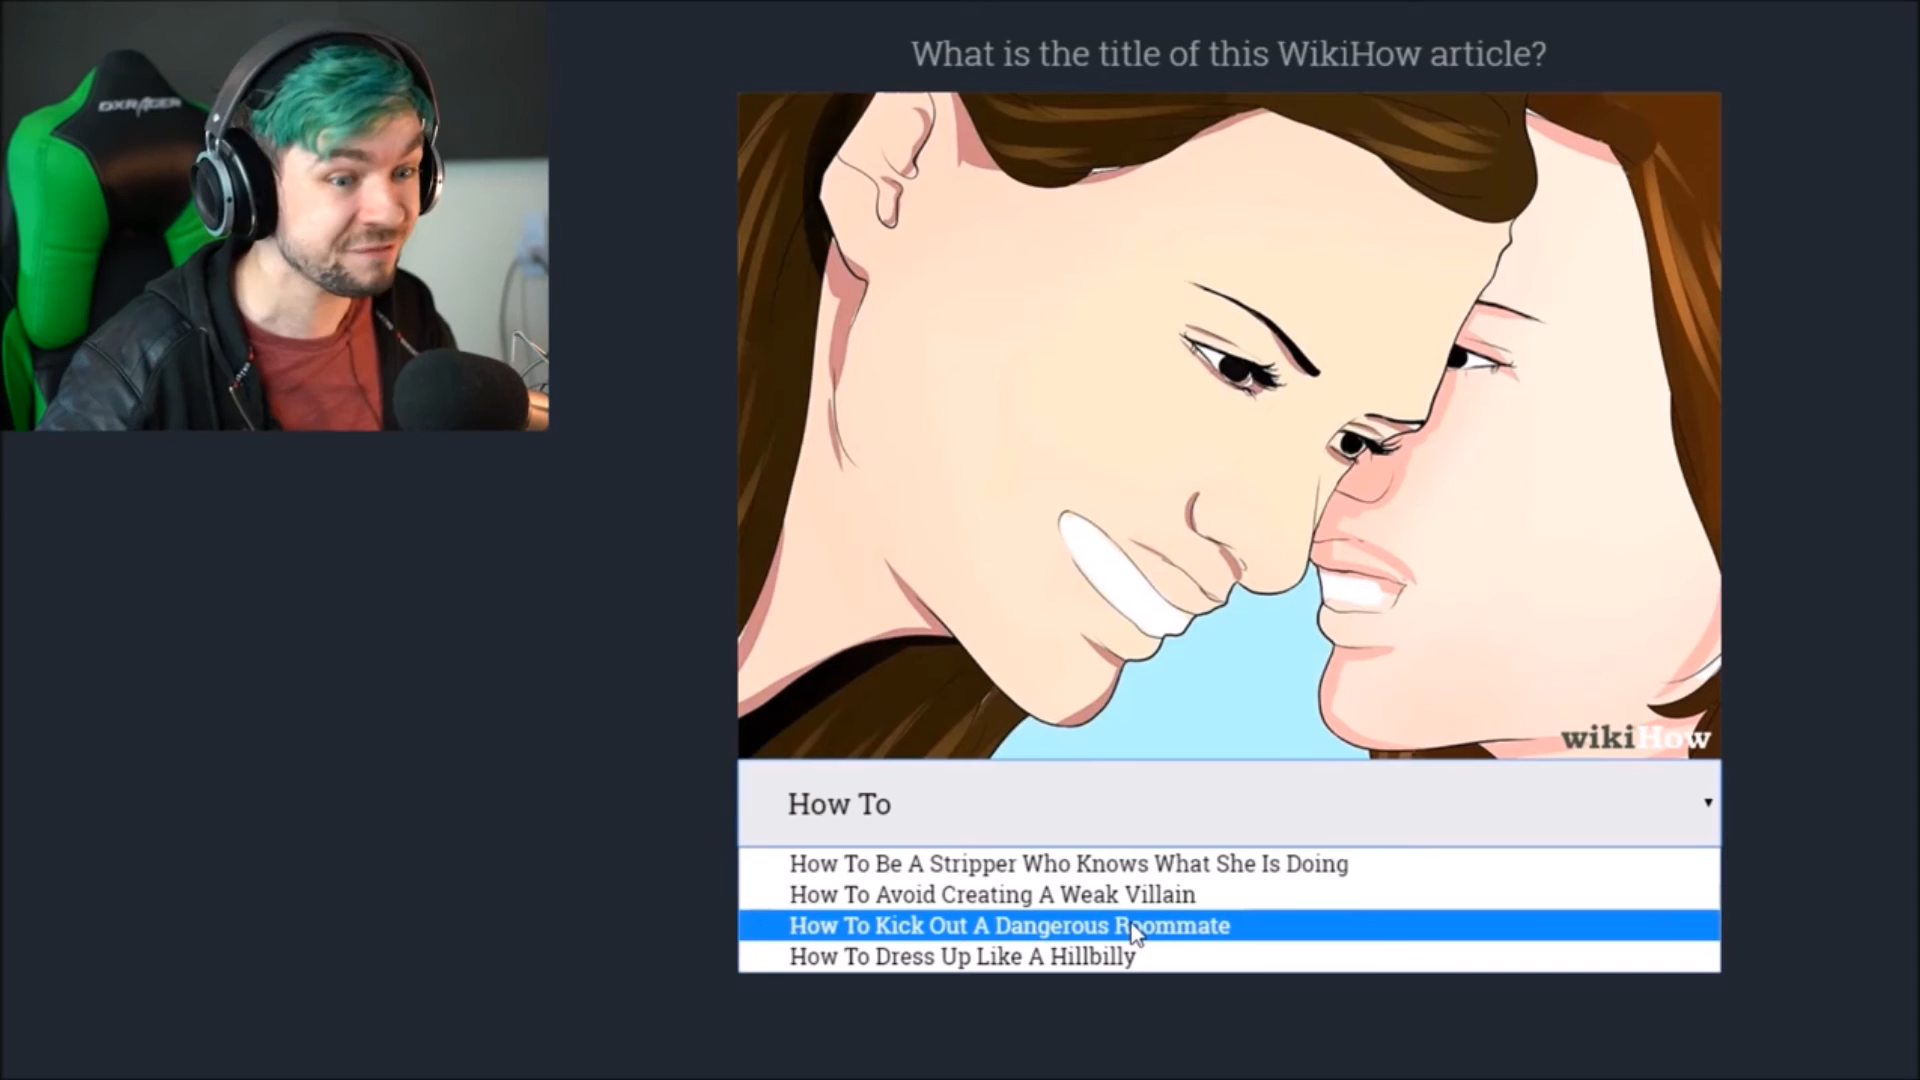 What is the title of this WikiHow article?
DXRACER
wikiHow
How To
How To Be A Stripper Who Knows What She Is Doing
How To Avoid Creating A Weak Villain
How To Kick Out A Dangerous Roommate
How To Dress Up Like A Hillbilly